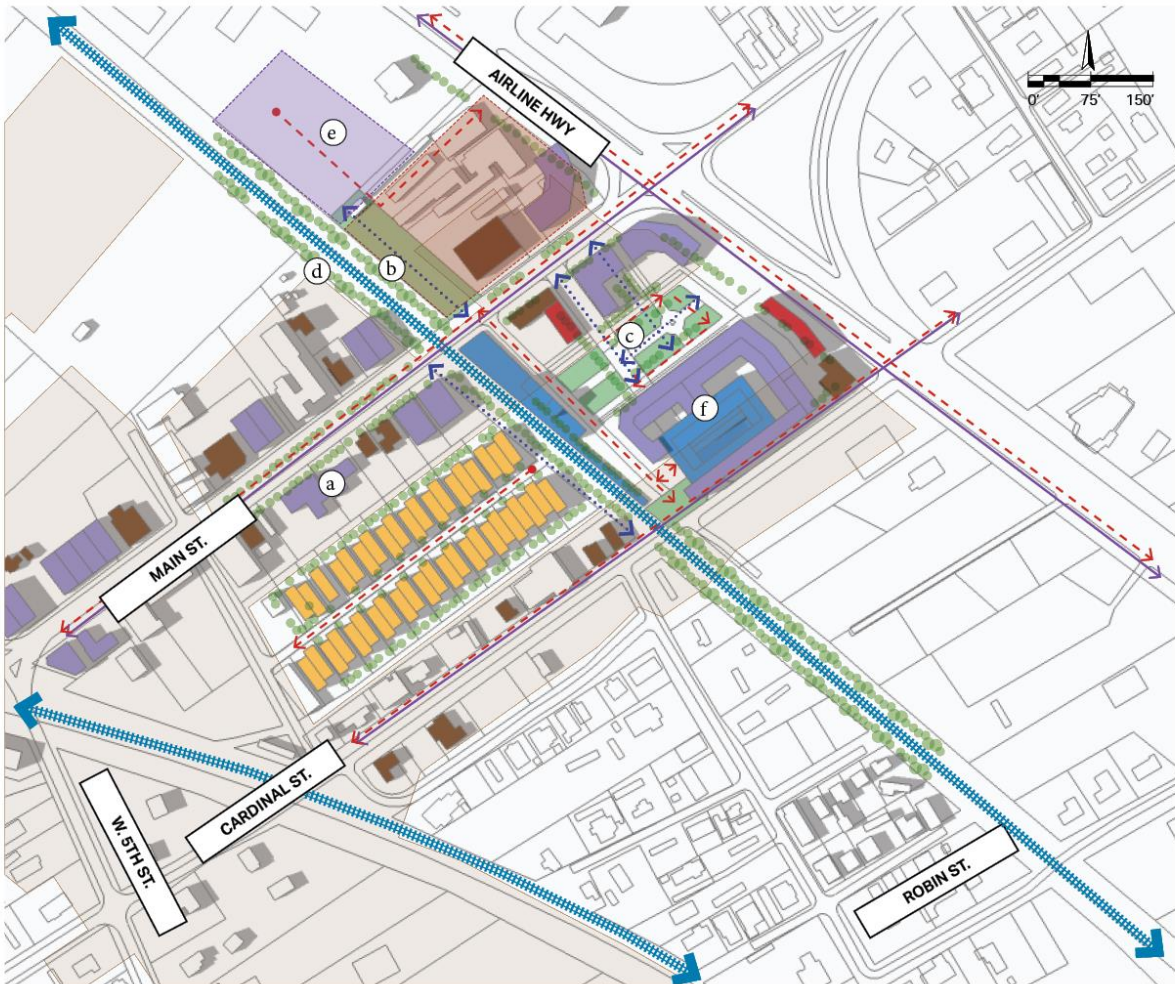 AIRLINE HWY
0' 75' 150'
e
d
b
c
f
a
MAIN ST.
CARDINAL ST.
W. 5TH ST.
ROBIN ST.